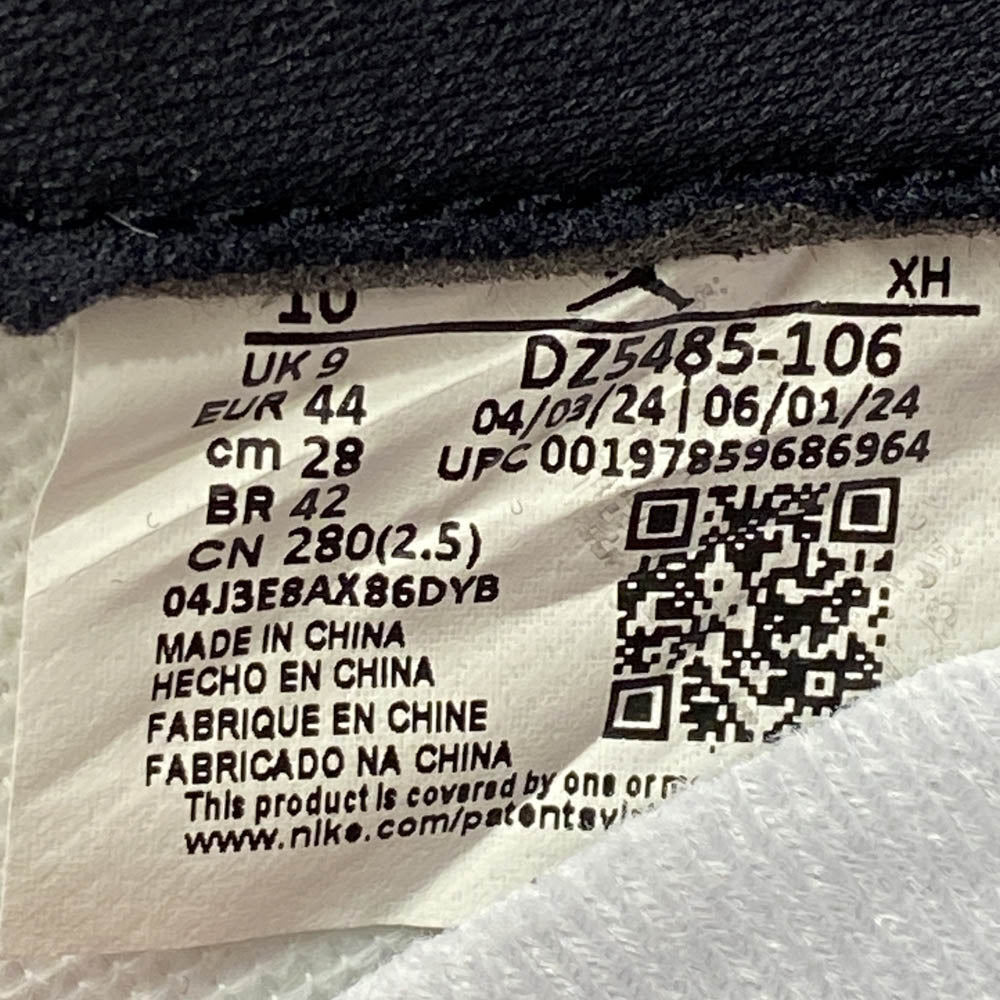 10
XH
UK 9
DZ5485-106
EUR 44
04/03/24 | 06/01/24
cm 28
UPC 00197859686964
BR 42
CN 280(2.5)
04J3E8AX86DYB
MADE IN CHINA
HECHO EN CHINA
FABRIQUE EN CHINE
FABRICADO NA CHINA
This product is covered by one or
www.nike.com/patents